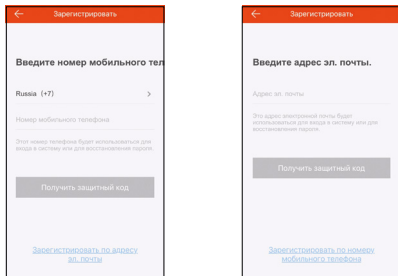 Зарегистрировать
Введите номер мобильного тел
Russia (+7)
Номер мобильного телефона
Этот номер телефона будет использоваться для
входа в систему или для восстановления пароля.
Получить защитный код
Зарегистрировать по адресу
эл. почты
Зарегистрировать
Введите адрес эл. почты.
Адрес эл. почты
Это адрес электронной почты будет
использоваться для входа в систему или для
восстановления пароля.
Получить защитный код
Зарегистрировать по номеру
мобильного телефона